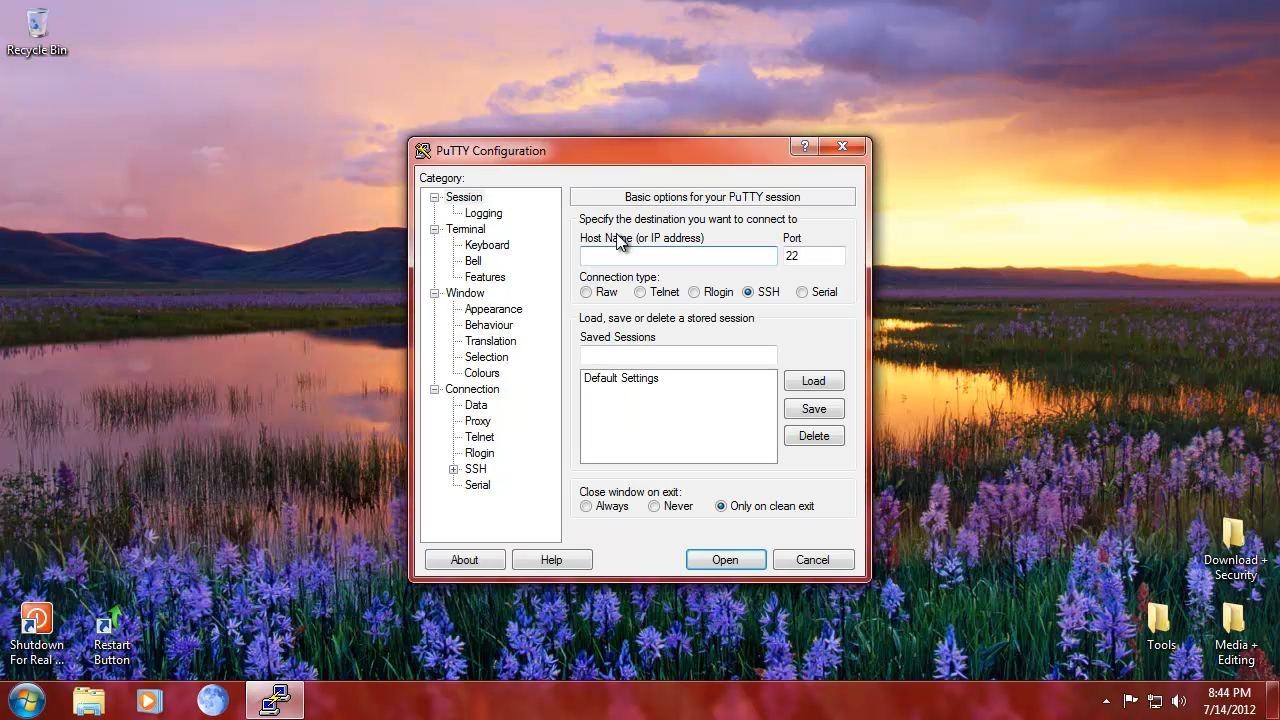 Recycle Bin
PuTTY Configuration
?
Category:
Session
Logging
Terminal
Keyboard
Bell
Features
Window
Appearance
Behaviour
Translation
Selection
Colours
Connection
Data
Proxy
Telnet
Rlogin
SSH
Serial
Basic options for your PuTTY session
Specify the destination you want to connect to
Host Name (or IP address) Port
22
Connection type:
Raw Telnet Rlogin SSH Serial
Load, save or delete a stored session
Saved Sessions
Default Settings
Load
Save
Delete
Close window on exit:
Always Never Only on clean exit
About Help Open Cancel
Download +
Security
Shutdown
For Real ...
Restart
Button
Tools
Media +
Editing
8:44 PM
7/14/2012